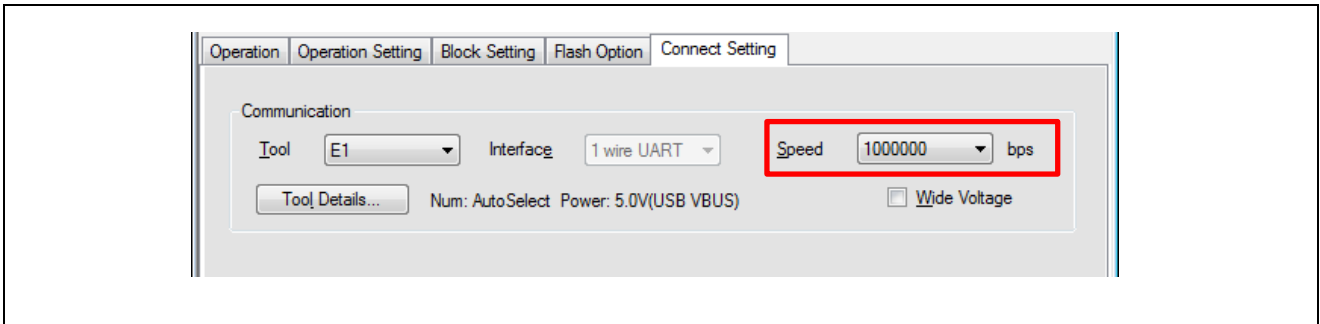 Operation Operation Setting Block Setting Flash Option Connect Setting
Communication
Tool E1 Interface 1 wire UART Speed 1000000 bps
Tool Details... Num: AutoSelect Power: 5.0V(USB VBUS) Wide Voltage